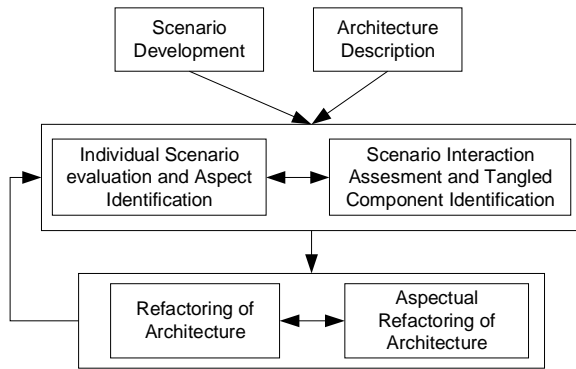 Scenario
Development
Architecture
Description
Individual Scenario
evaluation and Aspect
Identification
Scenario Interaction
Assesment and Tangled
Component Identification
Refactoring of
Architecture
Aspectual
Refactoring of
Architecture